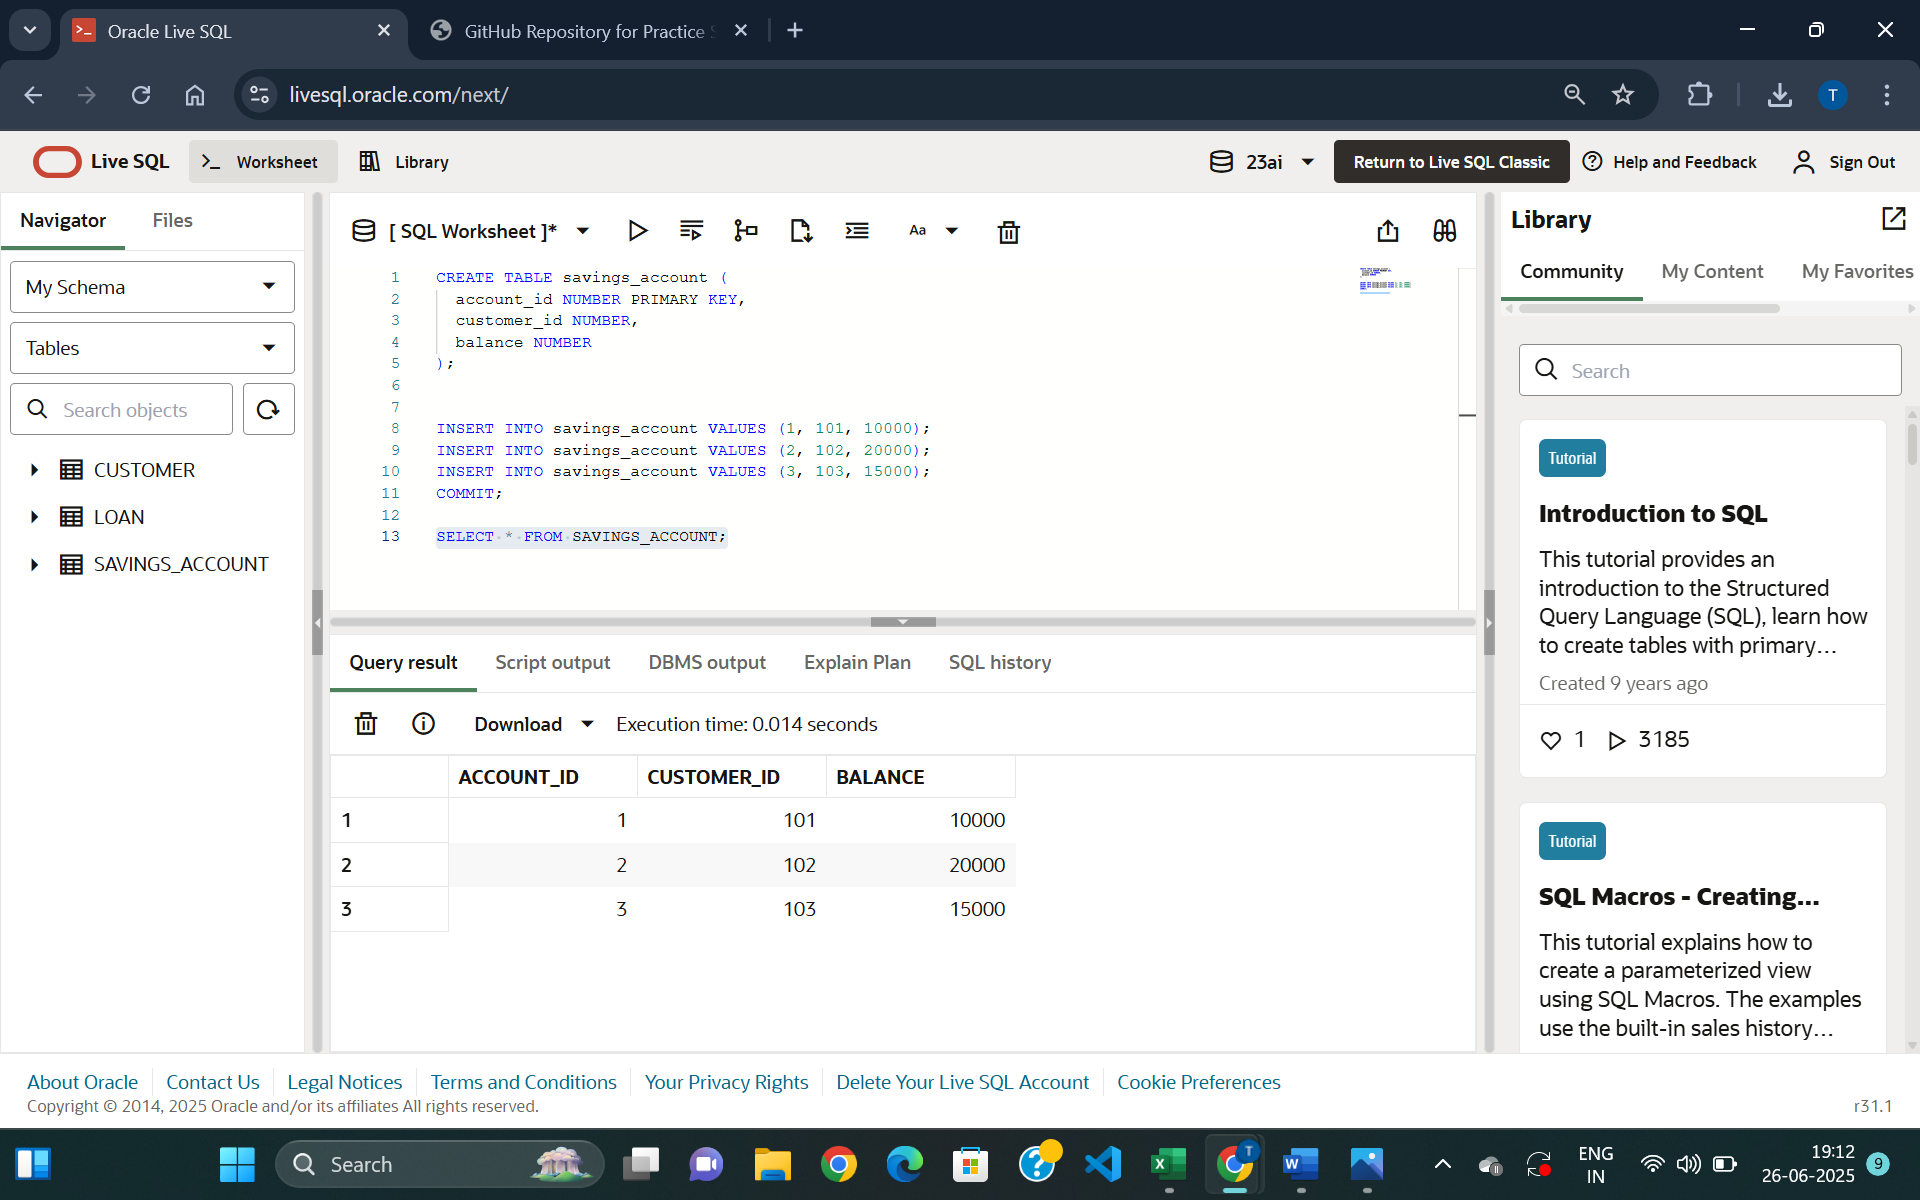 Oracle Live SQL
GitHub Repository for Practice S
livesql.oracle.com/next/
T
Live SQL
Worksheet
Library
23ai
Return to Live SQL Classic
Help and Feedback
Sign Out
Navigator
Files
My Schema
Tables
Search objects
CUSTOMER
LOAN
SAVINGS_ACCOUNT
[ SQL Worksheet ]*
Aa
1 CREATE TABLE savings_account (
2 account_id NUMBER PRIMARY KEY,
3 customer_id NUMBER,
4 balance NUMBER
5 );
6
7
8 INSERT INTO savings_account VALUES (1, 101, 10000);
9 INSERT INTO savings_account VALUES (2, 102, 20000);
10 INSERT INTO savings_account VALUES (3, 103, 15000);
11 COMMIT;
12
13 SELECT * FROM SAVINGS_ACCOUNT;
Query result
Script output
DBMS output
Explain Plan
SQL history
Download
Execution time: 0.014 seconds
ACCOUNT_ID CUSTOMER_ID BALANCE
1 1 101 10000
2 2 102 20000
3 3 103 15000
Library
Community
My Content
My Favorites
Search
Tutorial
Introduction to SQL
This tutorial provides an
introduction to the Structured
Query Language (SQL), learn how
to create tables with primary...
Created 9 years ago
1 3185
Tutorial
SQL Macros - Creating...
This tutorial explains how to
create a parameterized view
using SQL Macros. The examples
use the built-in sales history...
About Oracle
Contact Us
Legal Notices
Terms and Conditions
Your Privacy Rights
Delete Your Live SQL Account
Cookie Preferences
Copyright © 2014, 2025 Oracle and/or its affiliates All rights reserved.
r31.1
Search
T
ENG
IN
19:12
26-06-2025
9